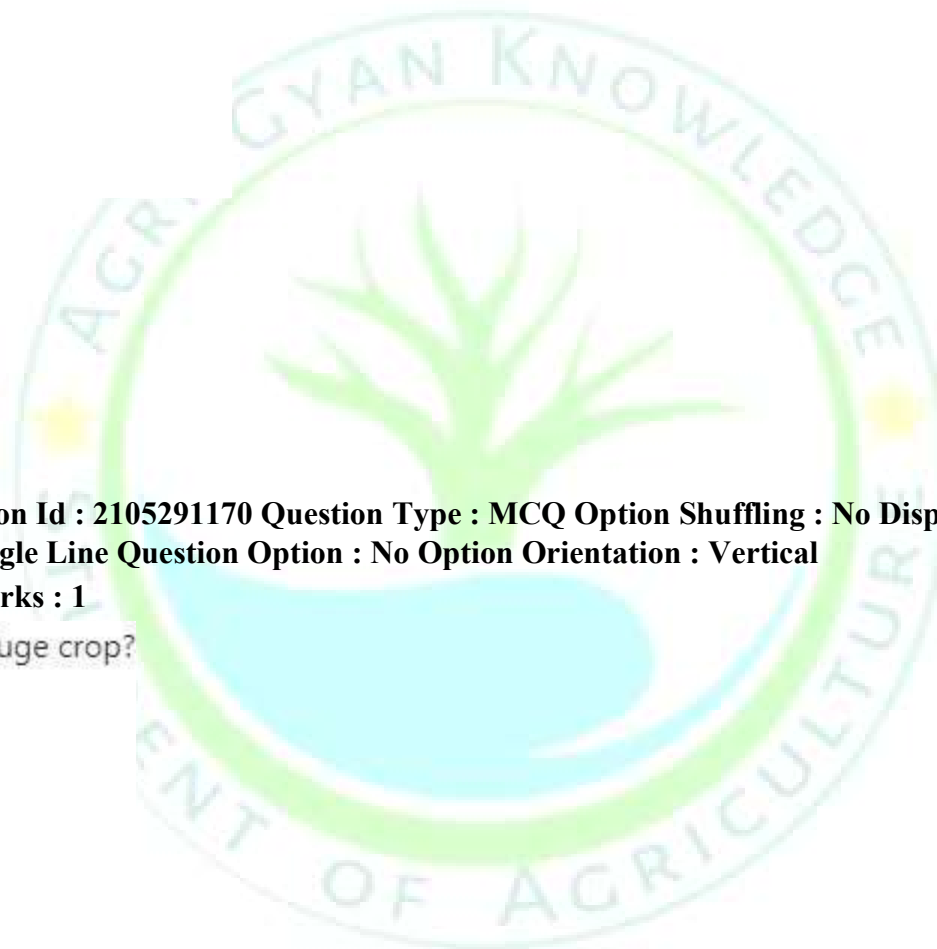 AGRI GYAN KNOWLEDGE
on Id : 2105291170 Question Type : MCQ Option Shuffling : No Disp
gle Line Question Option : No Option Orientation : Vertical
rks : 1
uge crop?
OF AGRICULTURE